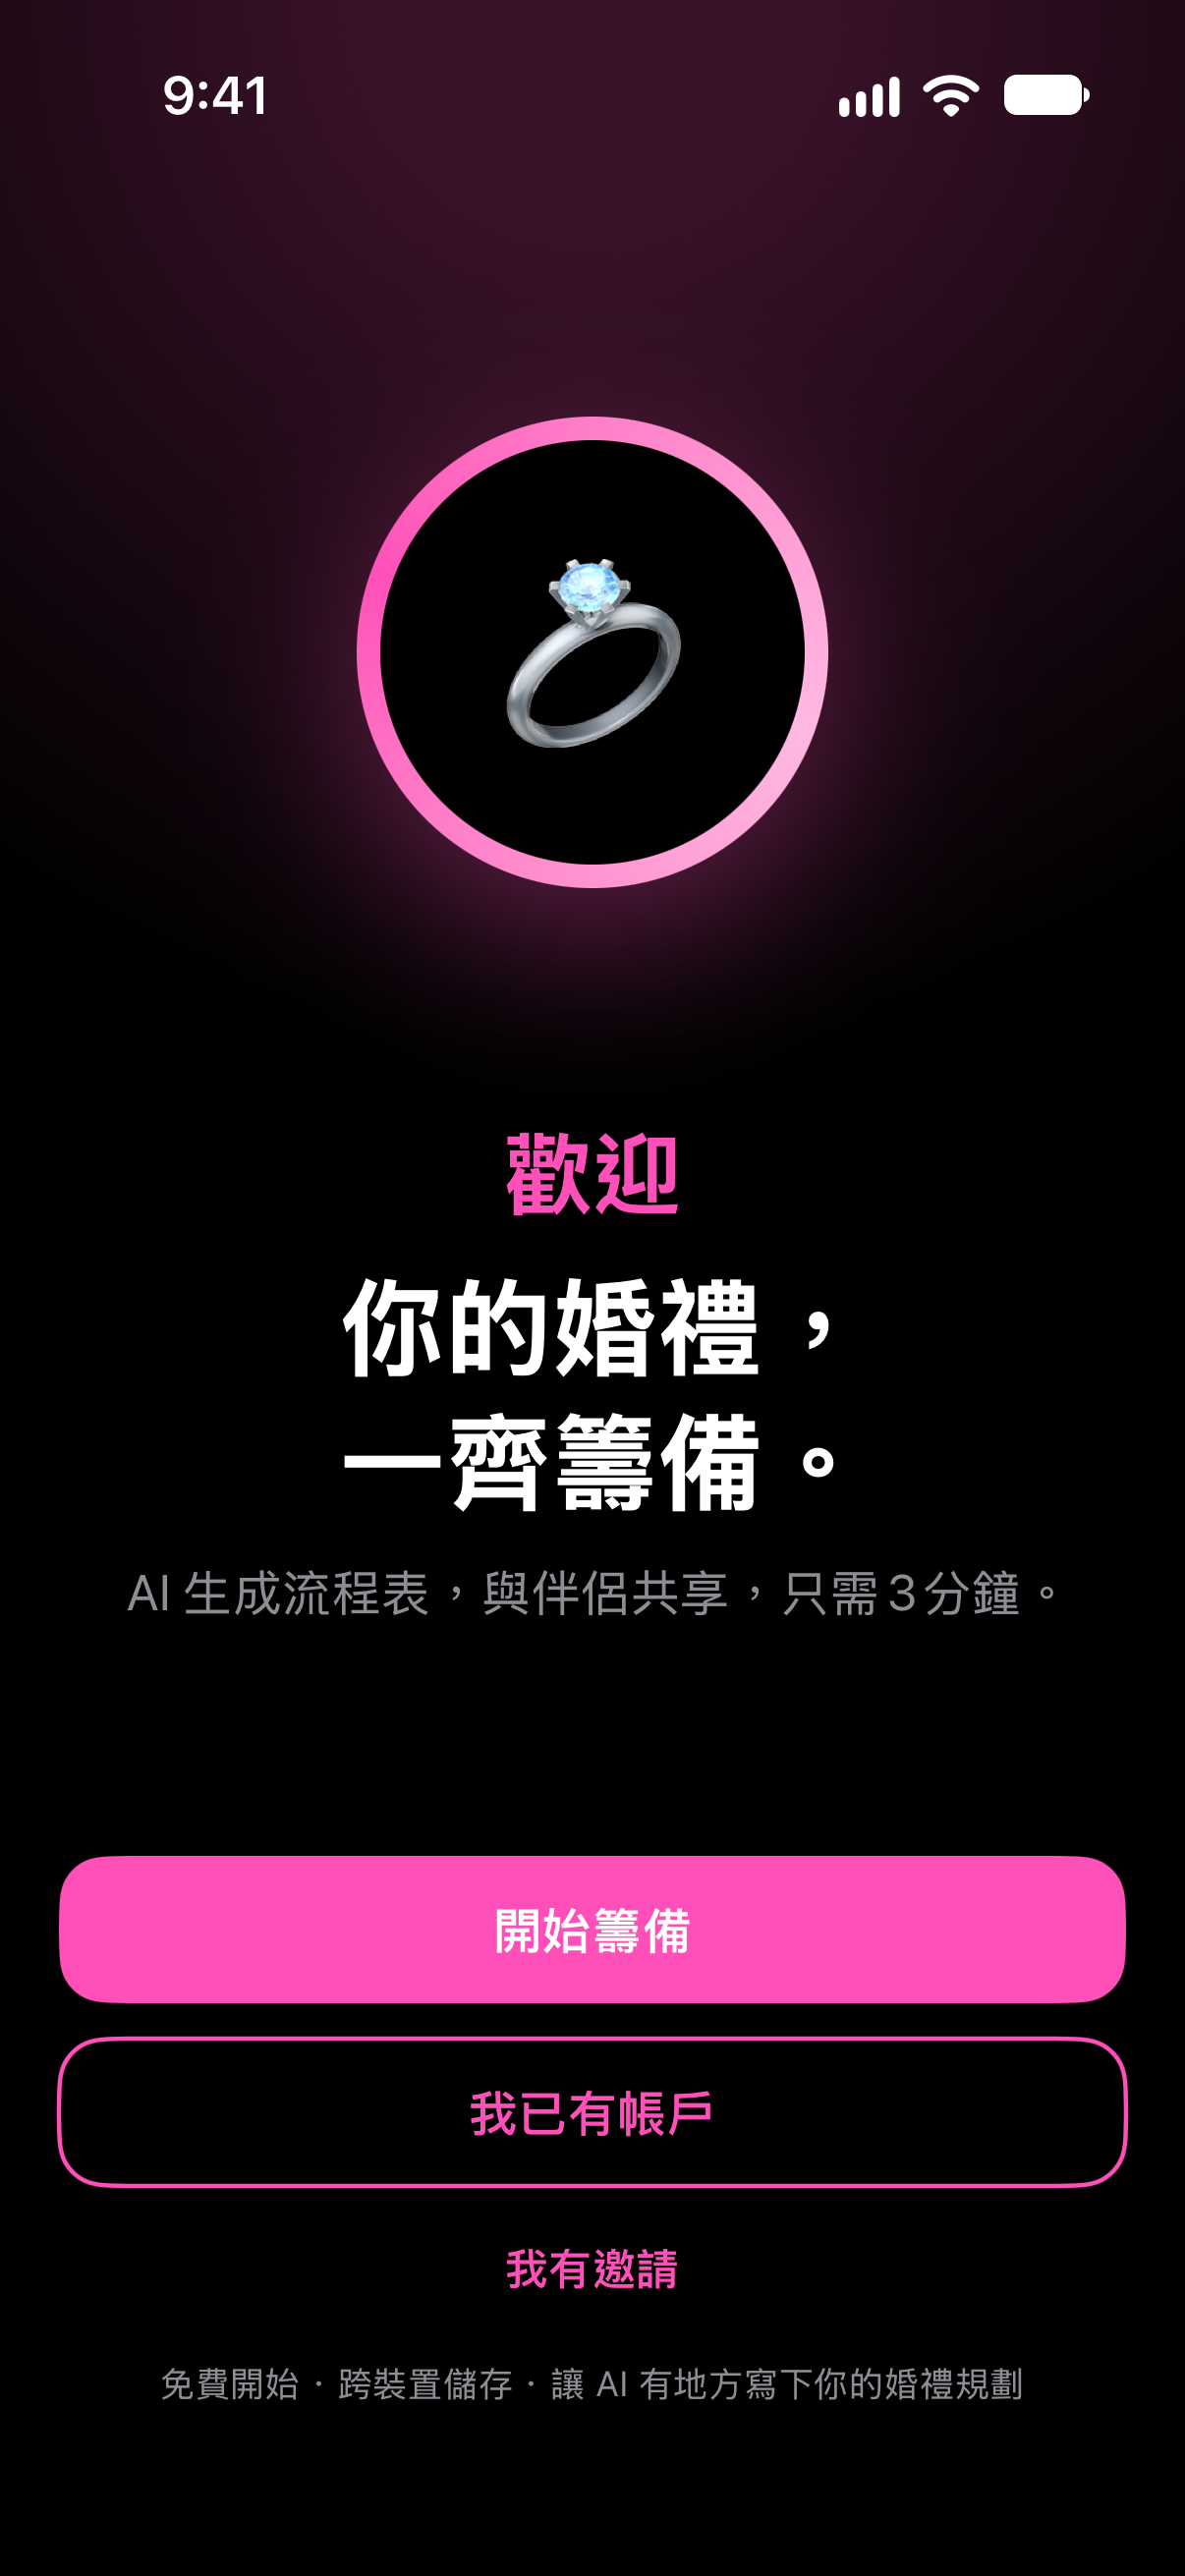 9:41
歡迎
你的婚禮，
一齊籌備。
AI 生成流程表，與伴侶共享，只需 3 分鐘。
開始籌備
我已有帳戶
我有邀請
免費開始 · 跨裝置儲存 · 讓 AI 有地方寫下你的婚禮規劃